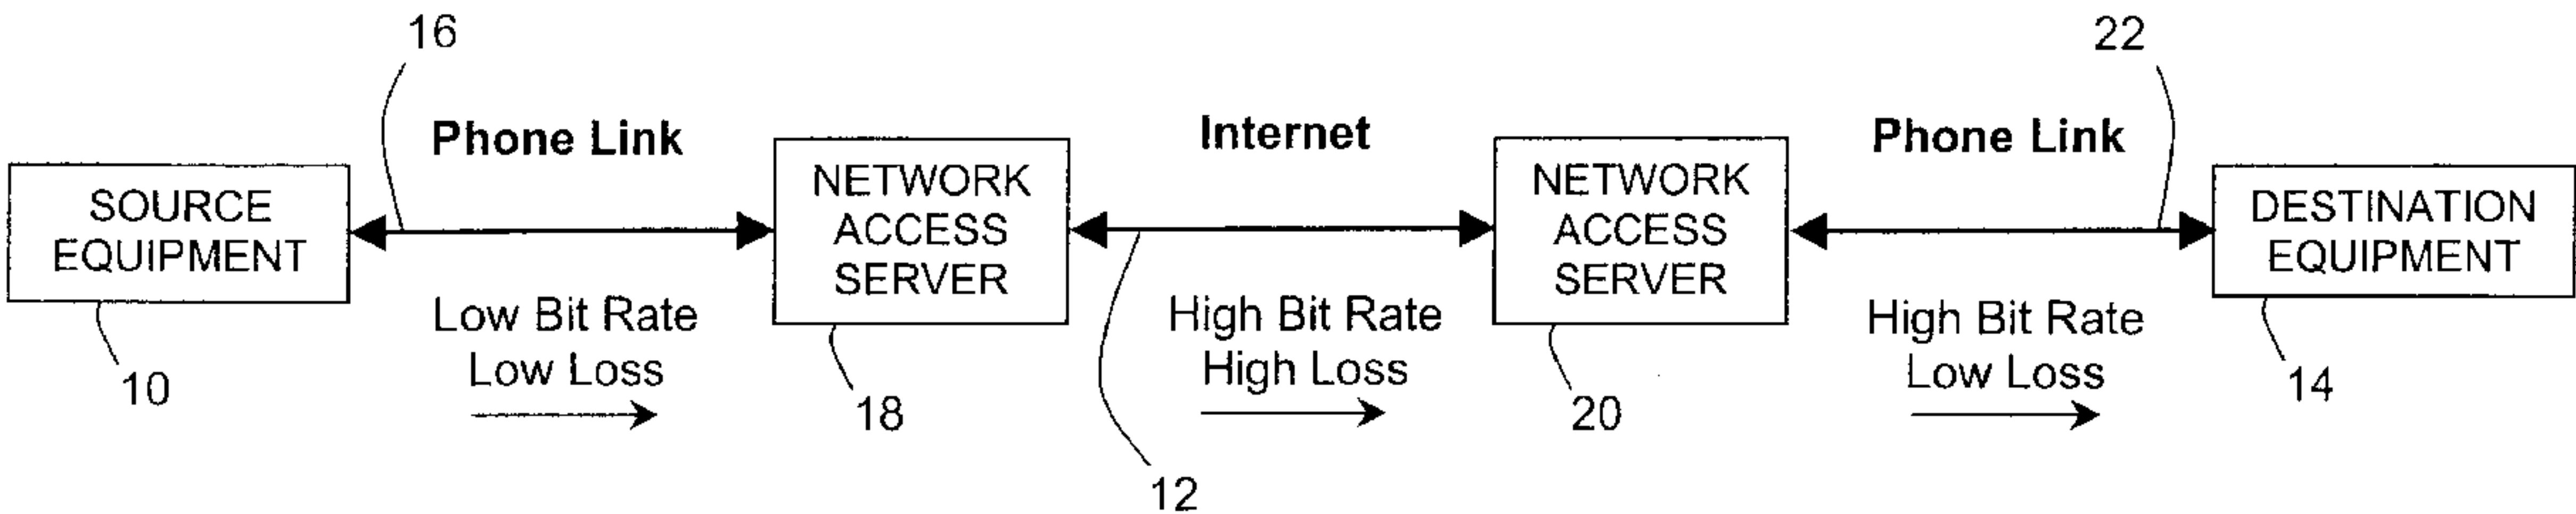 16
22
Phone Link
Internet
Phone Link
SOURCE
EQUIPMENT
NETWORK
ACCESS
SERVER
NETWORK
ACCESS
SERVER
DESTINATION
EQUIPMENT
Low Bit Rate
Low Loss
High Bit Rate
High Loss
High Bit Rate
Low Loss
10
18
12
20
14